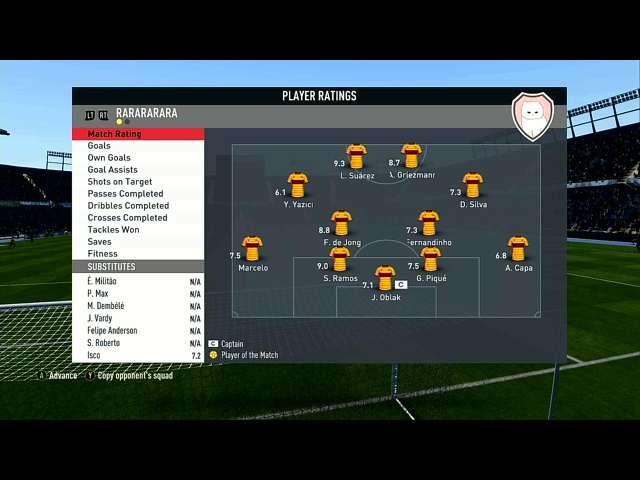 PLAYER RATINGS
LT RT RARARARARA
Match Rating
Goals
Own Goals
Goal Assists
Shots on Target
Passes Completed
Dribbles Completed
Crosses Completed
Tackles Won
Saves
Fitness
SUBSTITUTES
É. Militão N/A
P. Max N/A
M. Dembélé N/A
J. Vardy N/A
Felipe Anderson N/A
S. Roberto N/A
Isco 7.2
9.3
L. Suárez
8.7
A. Griezmann
6.1
Y. Yazici
7.3
D. Silva
8.8
F. de Jong
7.3
Fernandinho
7.5
Marcelo
9.0
S. Ramos
7.5
G. Piqué
6.8
A. Capa
7.1
C
J. Oblak
C Captain
Player of the Match
A Advance Y Copy opponent's squad